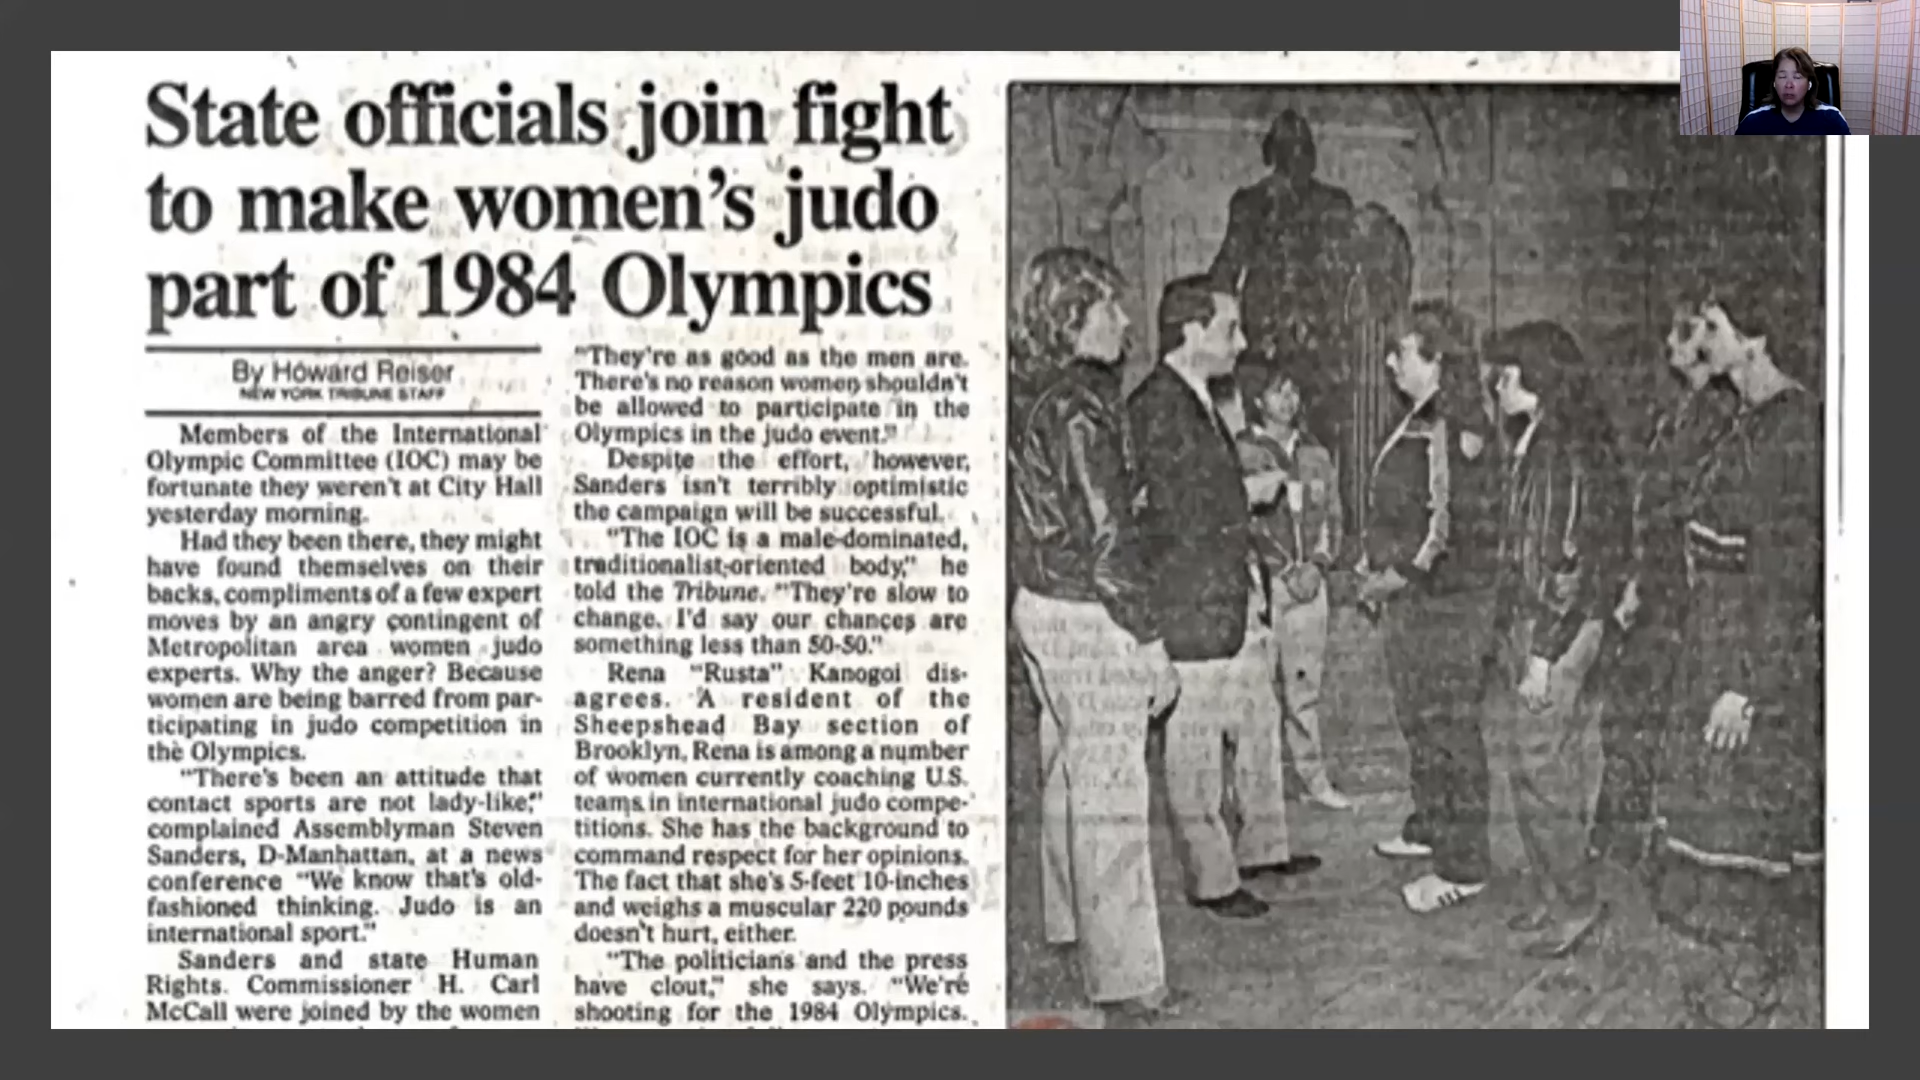 State officials join fight
to make women's judo
part of 1984 Olympics
By Howard Reiser
NEW YORK TRIBUNE STAFF
Members of the International
Olympic Committee (IOC) may be
fortunate they weren't at City Hall
yesterday morning.
Had they been there, they might
have found themselves on their
backs, compliments of a few expert
moves by an angry contingent of
Metropolitan area women judo
experts. Why the anger? Because
women are being barred from par-
ticipating in judo competition in
the Olympics.
"There's been an attitude that
contact sports are not lady-like,"
complained Assemblyman Steven
Sanders, D-Manhattan, at a news
conference "We know that's old-
fashioned thinking. Judo is an
international sport."
Sanders and state Human
Rights. Commissioner H. Carl
McCall were joined by the women
"They're as good as the men are.
There's no reason women shouldn't
be allowed to participate in the
Olympics in the judo event."
Despite the effort, however,
Sanders isn't terribly optimistic
the campaign will be successful.
"The IOC is a male-dominated,
traditionalist-oriented body," he
told the Tribune. "They're slow to
change. I'd say our chances are
something less than 50-50."
Rena "Rusta" Kanogoi dis-
agrees. A resident of the
Sheepshead Bay section of
Brooklyn, Rena is among a number
of women currently coaching U.S.
teams in international judo compe-
titions. She has the background to
command respect for her opinions.
The fact that she's 5-feet 10-inches
and weighs a muscular 220 pounds
doesn't hurt, either.
"The politicians and the press
have clout," she says. "We're
shooting for the 1984 Olympics.